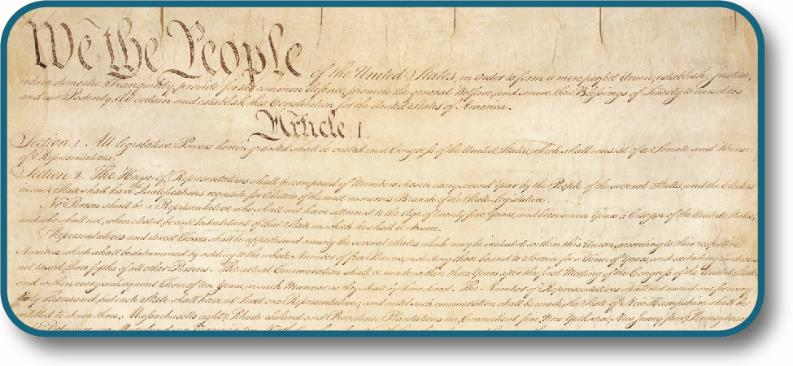 We the People of the United States, in Order to form a more perfect Union, establish Justice,
insure domestic Tranquility, provide for the common defence, promote the general Welfare, and secure the Blessings of Liberty to ourselves
and our Posterity, do ordain and establish this Constitution for the United States of America.
Article I.
Section 1. All legislative Powers herein granted shall be vested in a Congress of the United States, which shall consist of a Senate and House
of Representatives.
Section 2. The House of Representatives shall be composed of Members chosen every second Year by the People of the several States, and the Electors
in each State shall have the Qualifications requisite for Electors of the most numerous Branch of the State Legislature.
No Person shall be a Representative who shall not have attained to the Age of twenty five Years, and been seven Years a Citizen of the United States,
and who shall not, when elected, be an Inhabitant of that State in which he shall be chosen.
Representatives and direct Taxes shall be apportioned among the several States which may be included within this Union, according to their respective
Numbers, which shall be determined by adding to the whole Number of free Persons, including those bound to Service for a Term of Years, and excluding Indians
not taxed, three fifths of all other Persons. The actual Enumeration shall be made within three Years after the first Meeting of the Congress of the United States,
and within every subsequent Term of ten Years, in such Manner as they shall by Law direct. The Number of Representatives shall not exceed one for every
thirty Thousand, but each State shall have at Least one Representative; and until such enumeration shall be made, the State of New Hampshire shall be
entitled to chuse three, Massachusetts eight, Rhode Island and Providence Plantations one, Connecticut five, New York six, New Jersey four, Pennsylvania